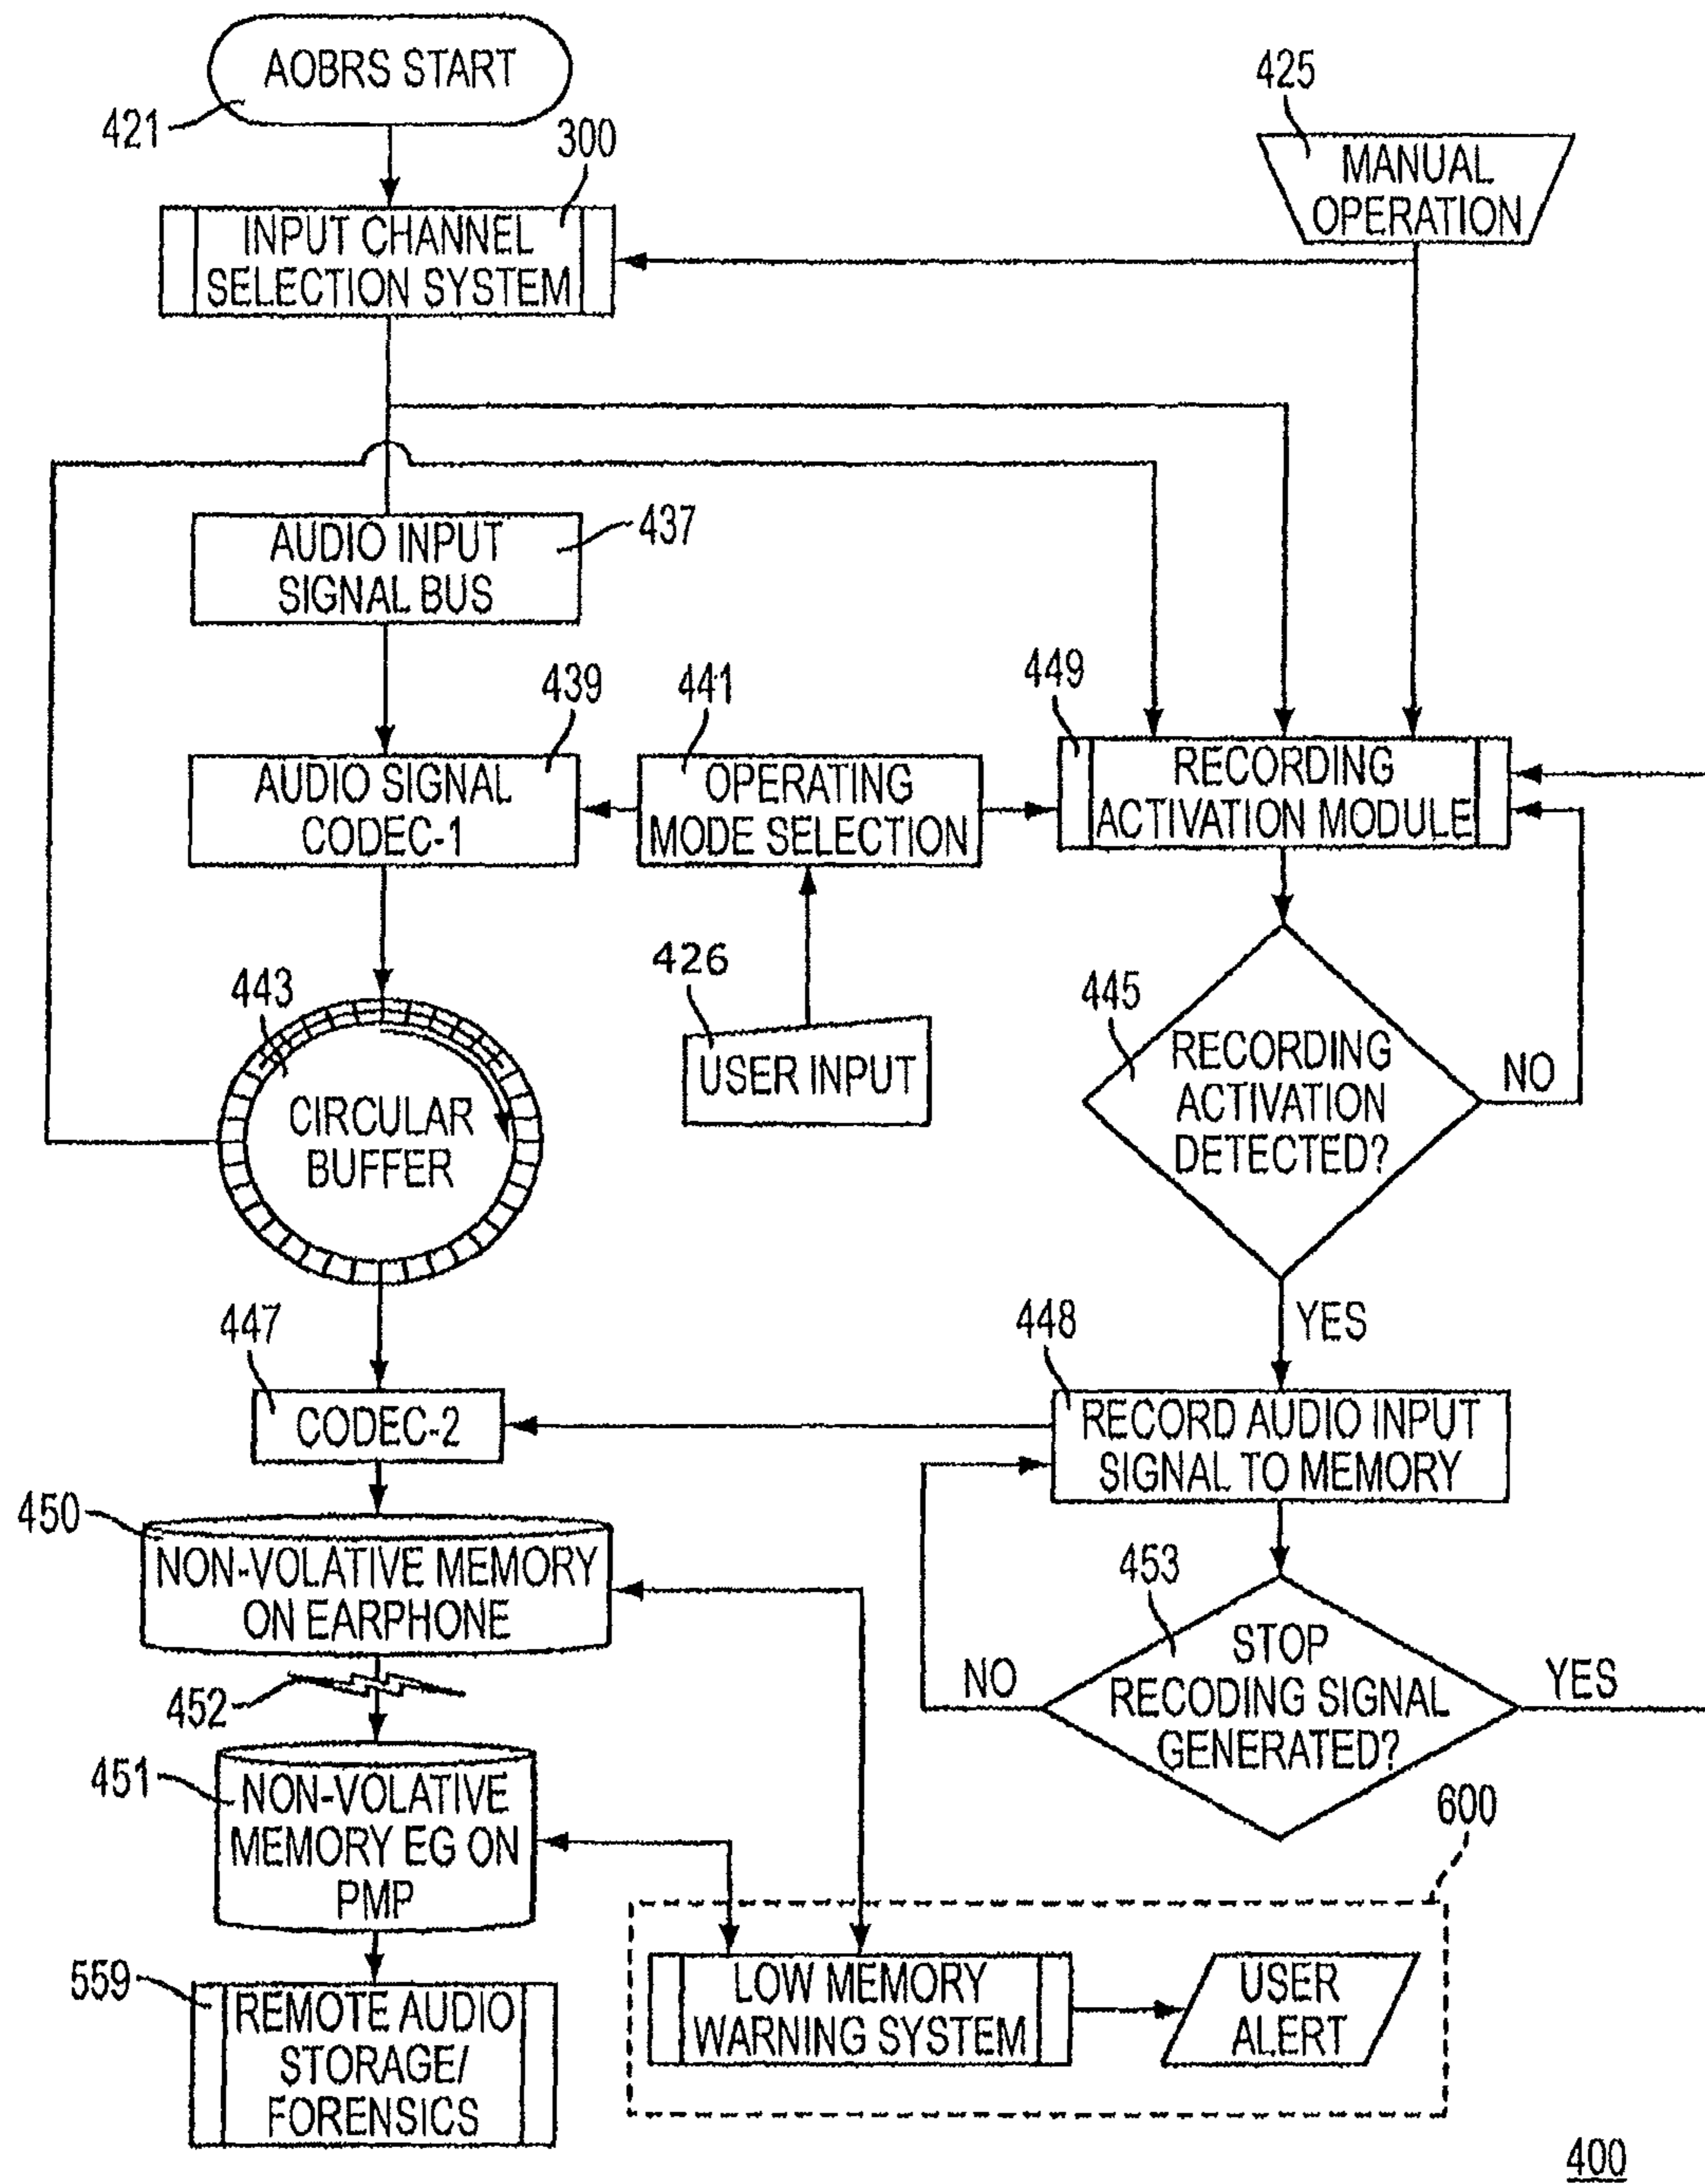 AOBRS START
421
300
425
MANUAL
OPERATION
INPUT CHANNEL
SELECTION SYSTEM
AUDIO INPUT
SIGNAL BUS
437
439
441
449
AUDIO SIGNAL
CODEC-1
OPERATING
MODE SELECTION
RECORDING
ACTIVATION MODULE
426
USER INPUT
443
CIRCULAR
BUFFER
445
RECORDING
ACTIVATION
DETECTED?
NO
YES
447
CODEC-2
448
RECORD AUDIO INPUT
SIGNAL TO MEMORY
450
NON-VOLATIVE MEMORY
ON EARPHONE
452
453
STOP
RECODING SIGNAL
GENERATED?
NO
YES
451
NON-VOLATIVE
MEMORY EG ON
PMP
600
LOW MEMORY
WARNING SYSTEM
USER
ALERT
559
REMOTE AUDIO
STORAGE/
FORENSICS
400